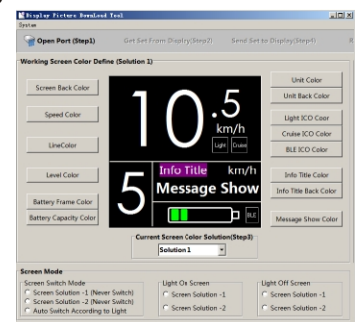 Display Picture DownLoad Tool
System
Open Port (Step1) Get Set From Display(Step2) Send Set to Display(Step4)
Working Screen Color Define (Solution 1)
Screen Back Color
Speed Color
LineColor
Level Color
Battery Frame Color
Battery Capacity Color
10.5
km/h
Light Cruise
5
Info Title km/h
Message Show
BLE
Unit Color
Unit Back Color
Light ICO Coor
Cruise ICO Color
BLE ICO Color
Info Title Color
Info Title Back Color
Message Show Color
Current Screen Color Solution(Step3)
Solution 1
Screen Mode
Screen Switch Mode
Screen Solution -1 (Never Switch)
Screen Solution -2 (Never Switch)
Auto Switch According to Light
Light On Screen
Screen Solution -1
Screen Solution -2
Light Off Screen
Screen Solution -1
Screen Solution -2